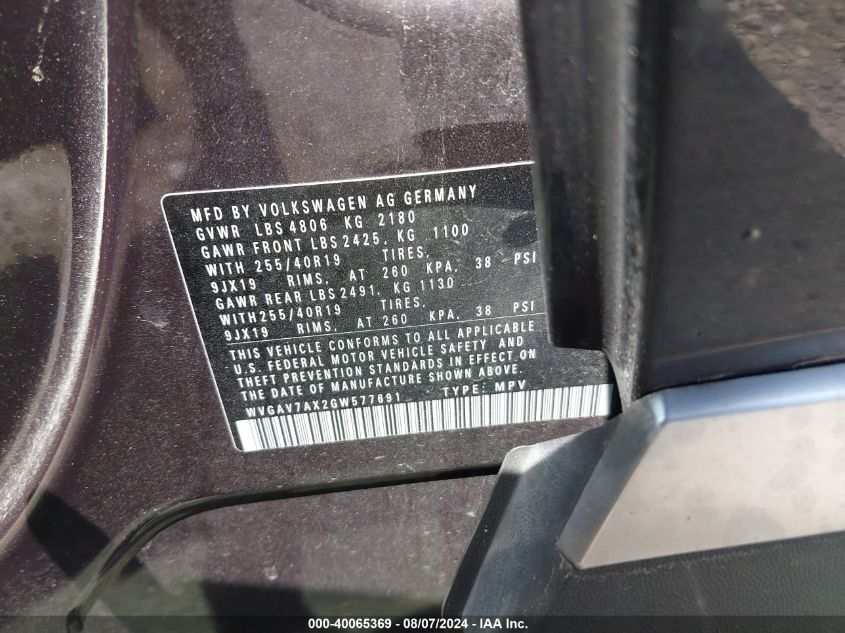 MFD BY VOLKSWAGEN AG GERMANY
GVWR LBS 4806 KG 2180
GAWR FRONT LBS 2425, KG 1100
WITH 255/40R19 TIRES,
9JX19 RIMS, AT 260 KPA, 38 PSI
GAWR REAR LBS 2491, KG 1130
WITH 255/40R19 TIRES,
9JX19 RIMS, AT 260 KPA, 38 PSI
THIS VEHICLE CONFORMS TO ALL APPLICABLE
U.S. FEDERAL MOTOR VEHICLE SAFETY AND
THEFT PREVENTION STANDARDS IN EFFECT ON
THE DATE OF MANUFACTURE SHOWN ABOVE.
WVGAV7AX2GW577691 TYPE: MPV
000-40065369 - 08/07/2024 - IAA Inc.